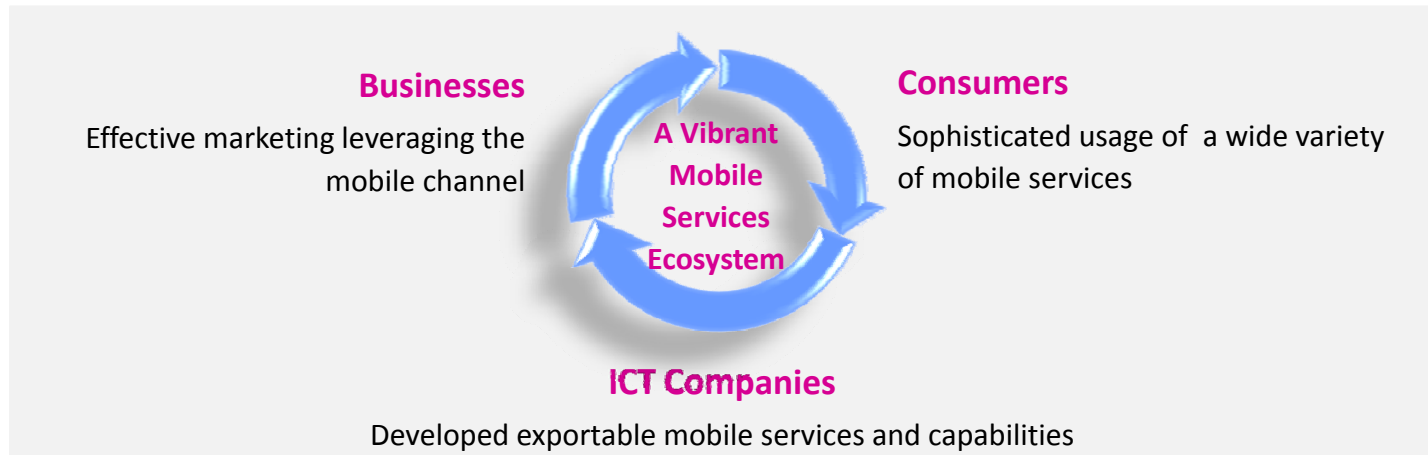 Businesses
Effective marketing leveraging the
mobile channel
A Vibrant
Mobile
Services
Ecosystem
Consumers
Sophisticated usage of a wide variety
of mobile services
ICT Companies
Developed exportable mobile services and capabilities